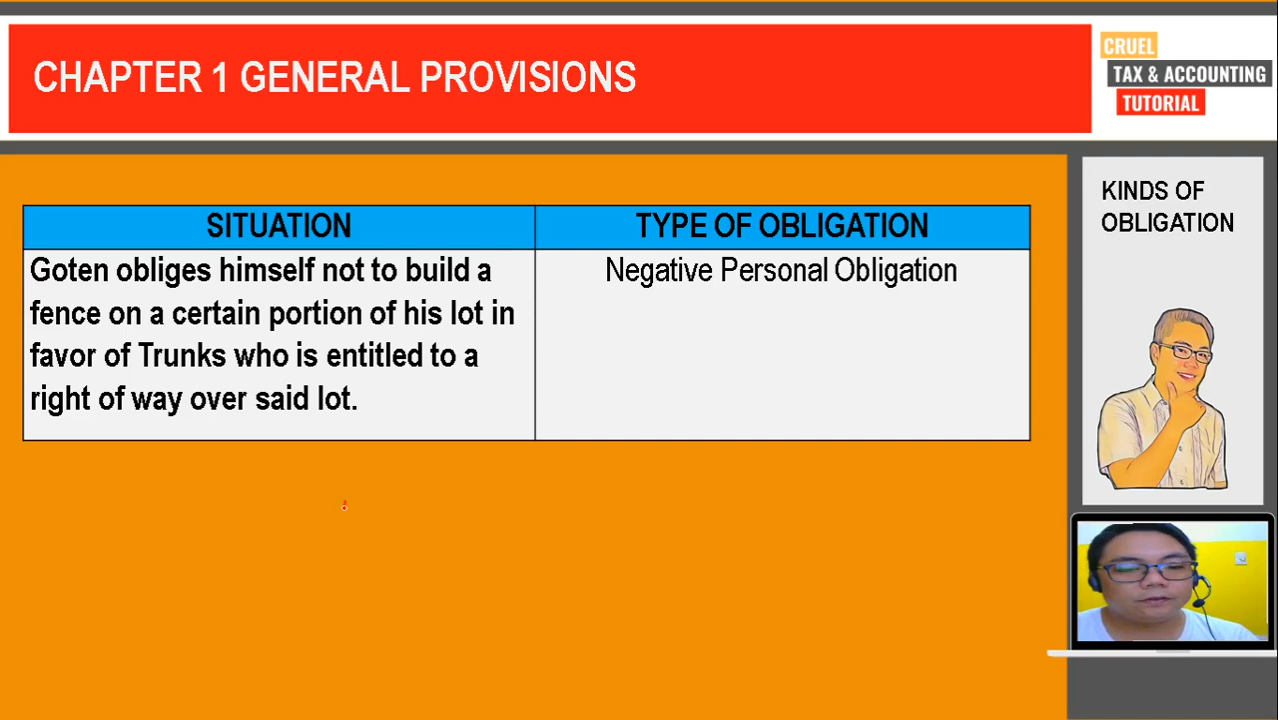 CHAPTER 1 GENERAL PROVISIONS
CRUEL
TAX & ACCOUNTING
TUTORIAL
KINDS OF
OBLIGATION
SITUATION
TYPE OF OBLIGATION
Goten obliges himself not to build a
fence on a certain portion of his lot in
favor of Trunks who is entitled to a
right of way over said lot.
Negative Personal Obligation